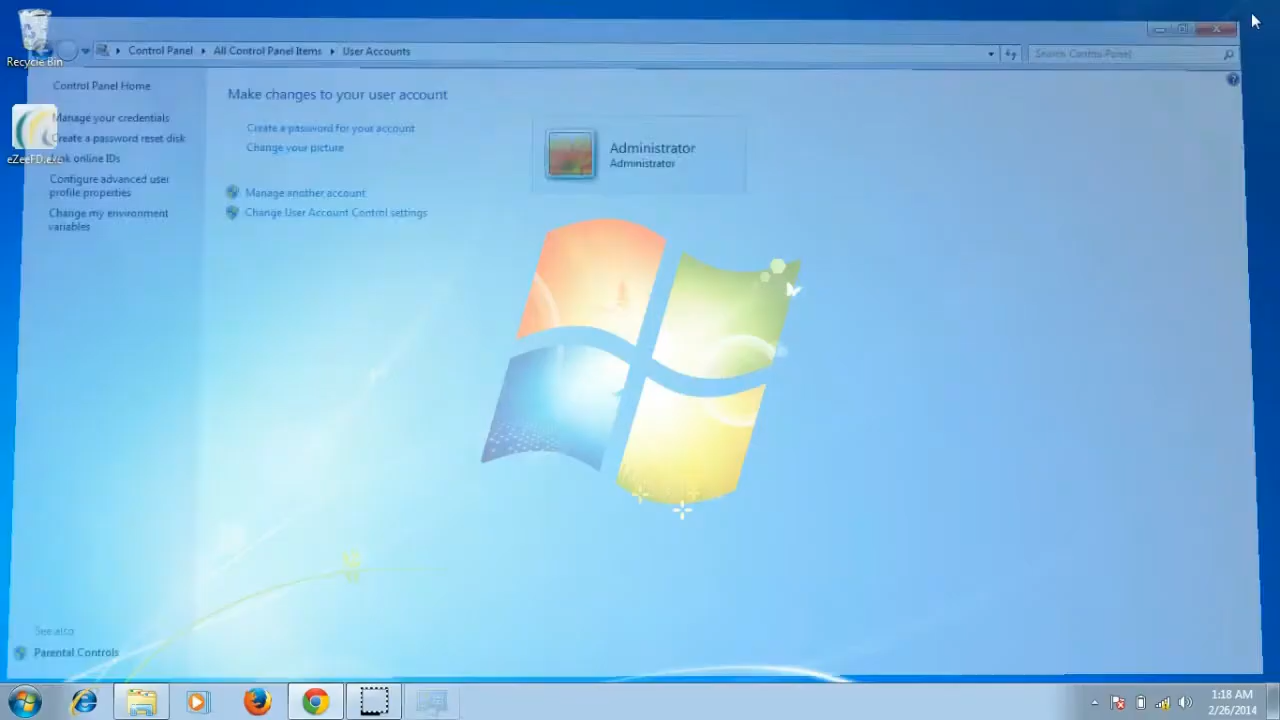 Recycle Bin
Control Panel
All Control Panel Items
User Accounts
Search Control Panel
Control Panel Home
Manage your credentials
Create a password reset disk
Link online IDs
Configure advanced user
profile properties
Change my environment
variables
Make changes to your user account
Create a password for your account
Change your picture
Manage another account
Change User Account Control settings
Administrator
Administrator
See also
Parental Controls
1:18 AM
2/26/2014